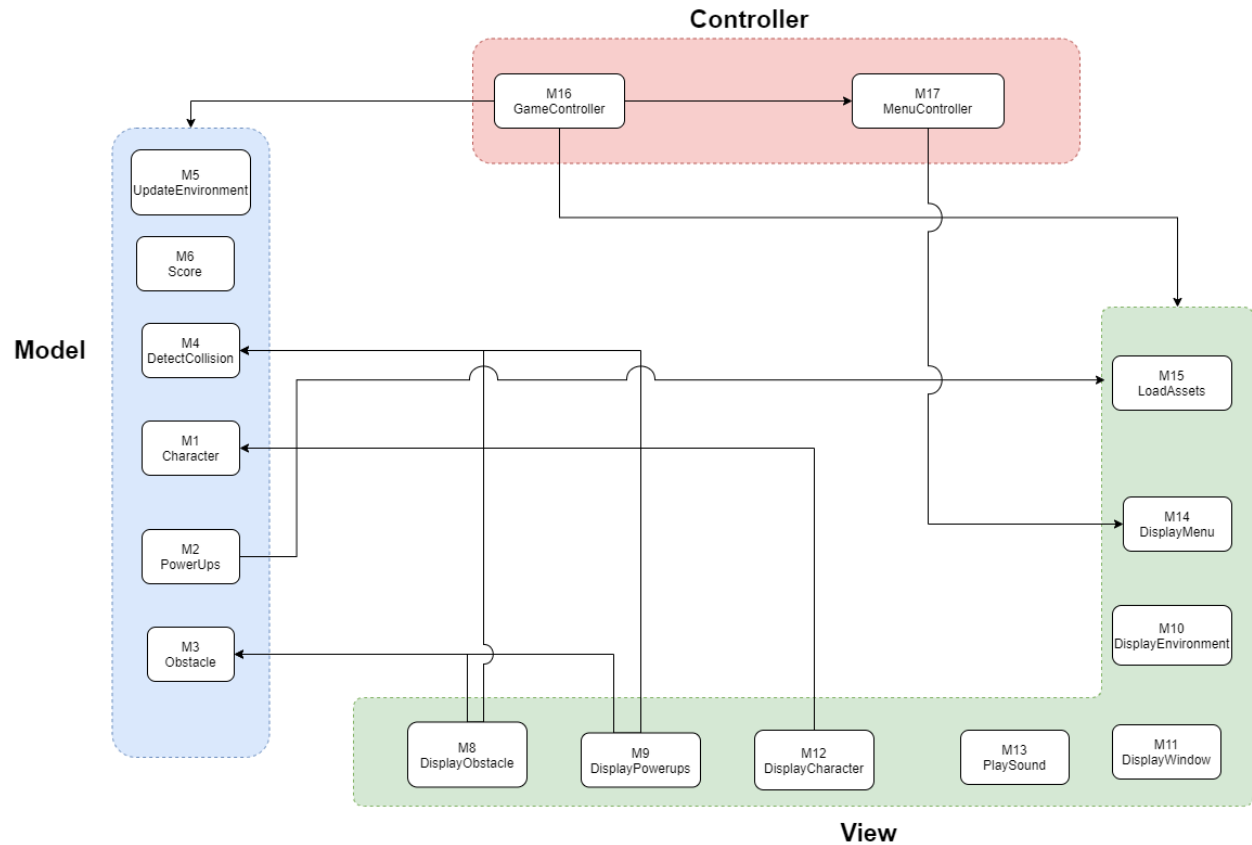 Controller
M16
GameController
M17
MenuController
Model
M5
UpdateEnvironment
M6
Score
M4
DetectCollision
M1
Character
M2
PowerUps
M3
Obstacle
M15
LoadAssets
M14
DisplayMenu
M10
DisplayEnvironment
M8
DisplayObstacle
M9
DisplayPowerups
M12
DisplayCharacter
M13
PlaySound
M11
DisplayWindow
View